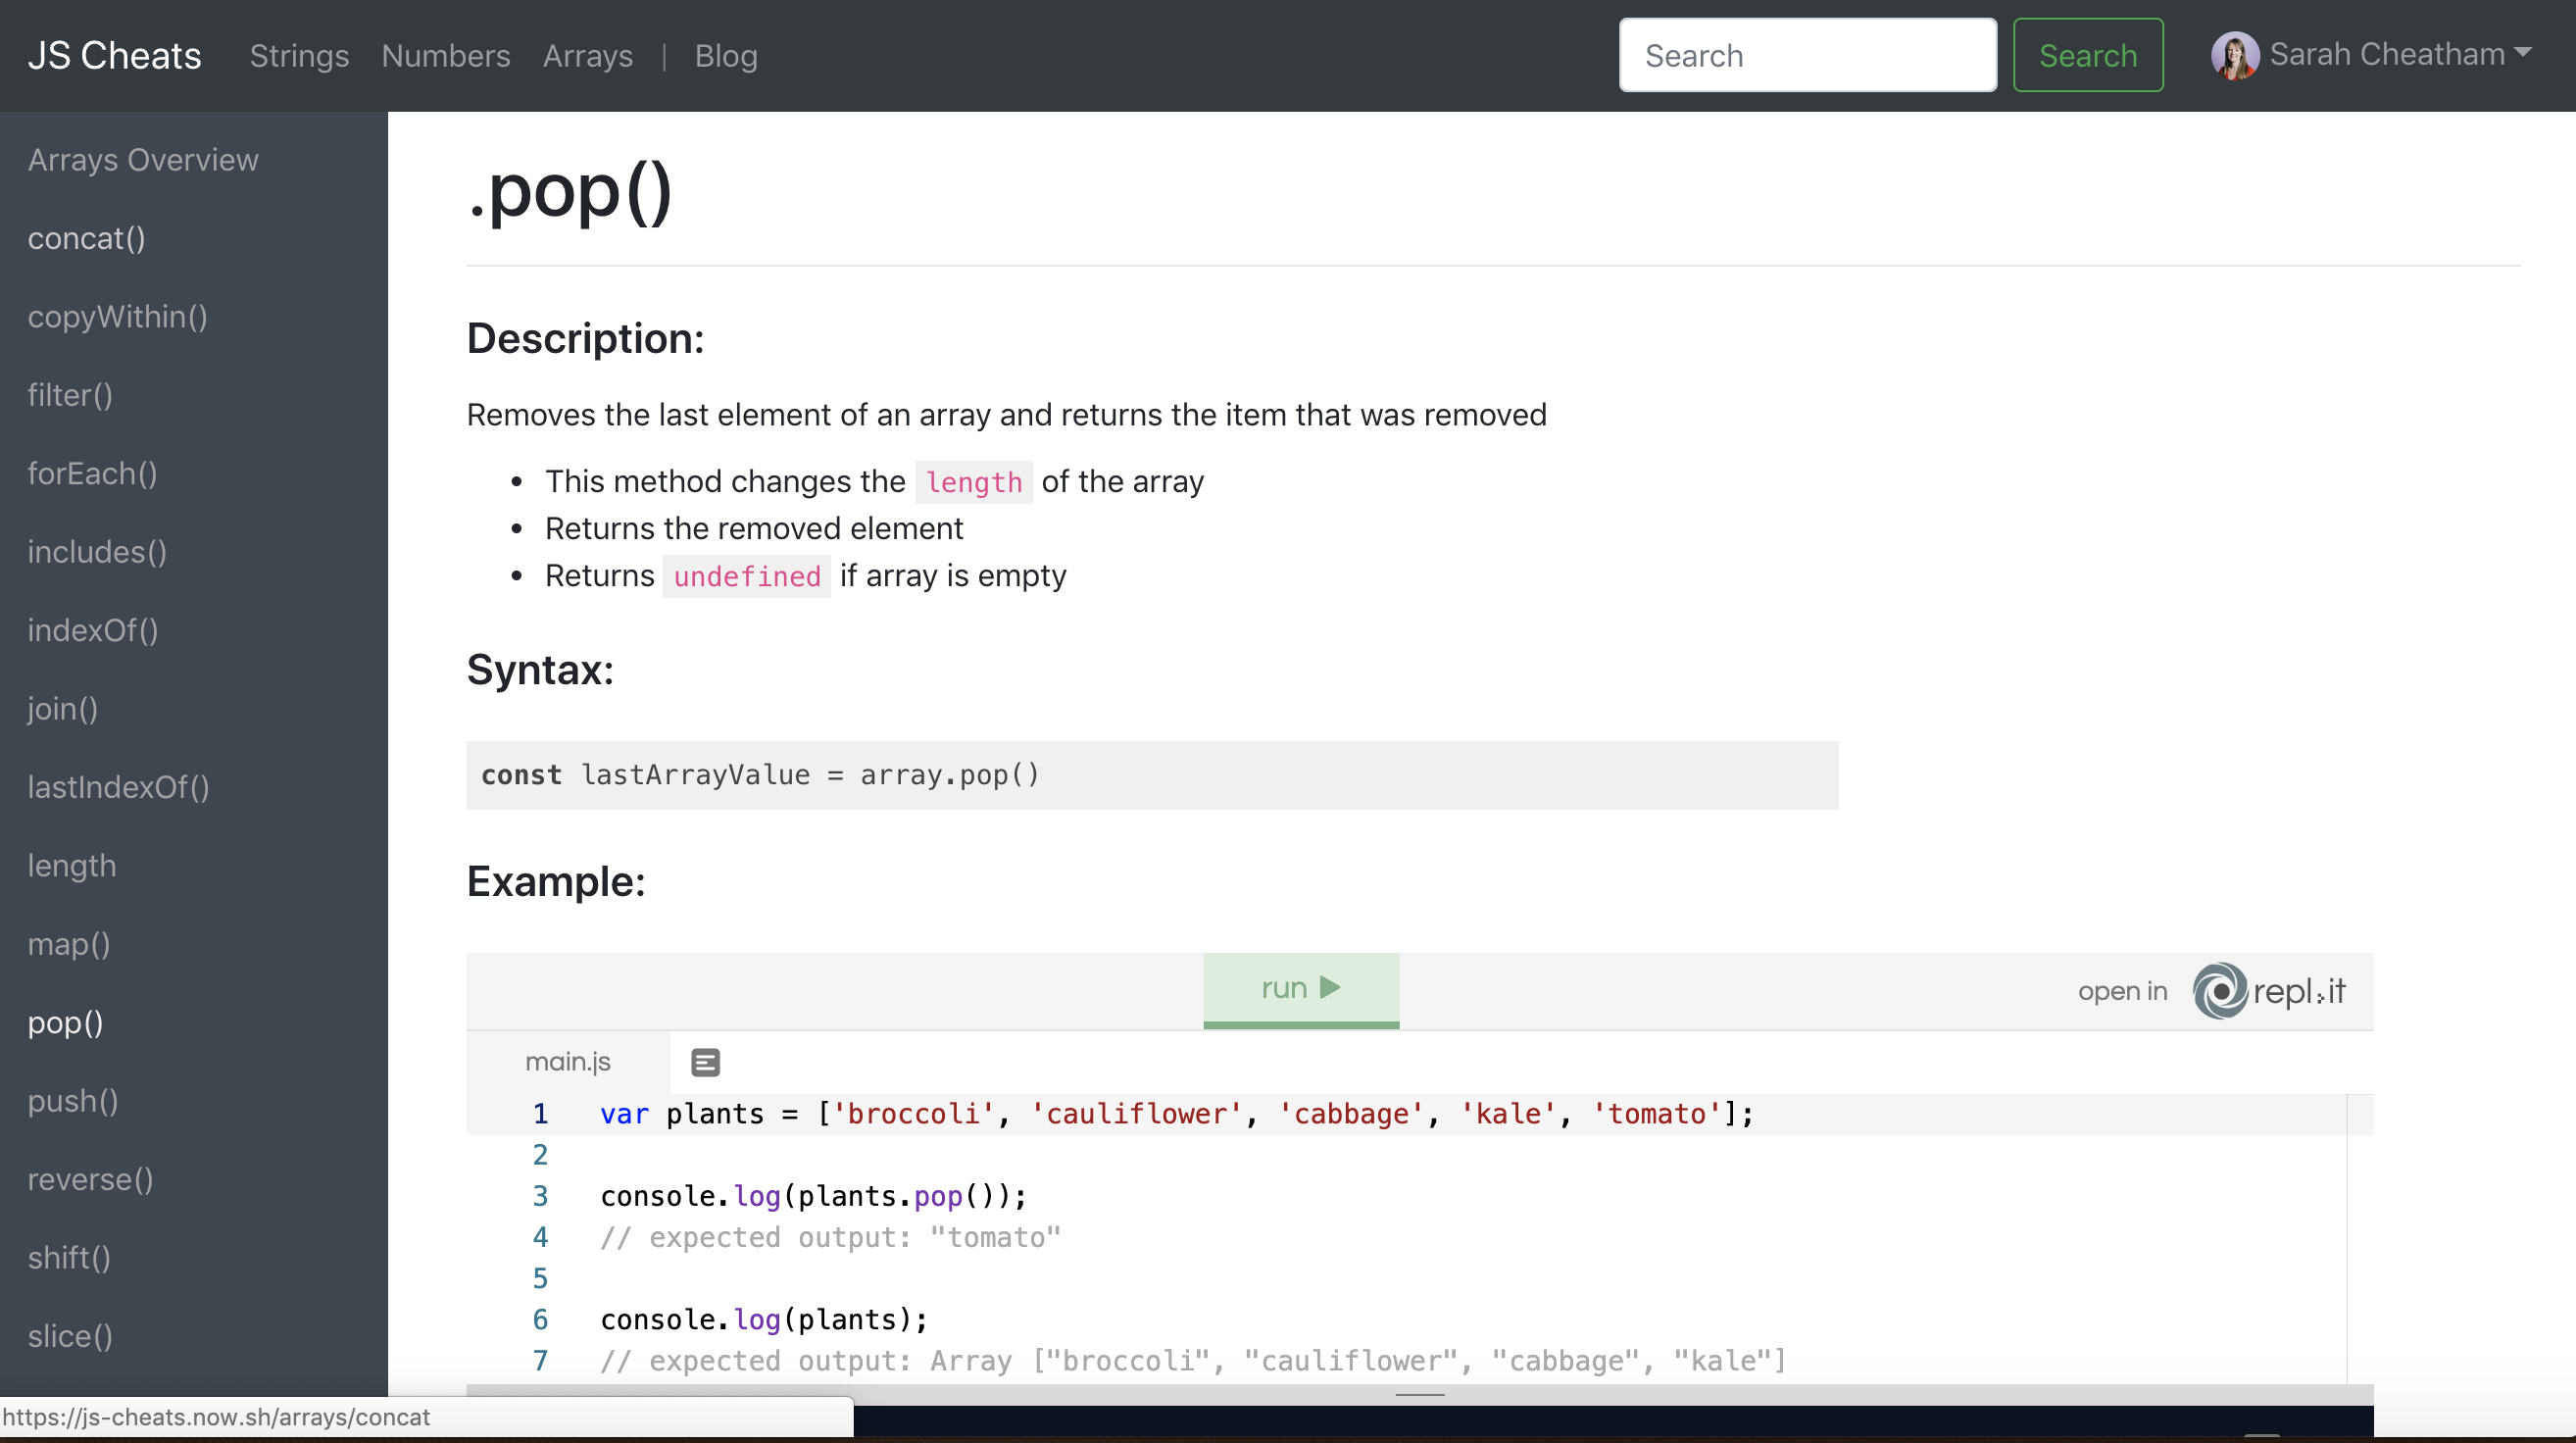 JS Cheats Strings Numbers Arrays | Blog Search Search Sarah Cheatham
Arrays Overview
concat()
copyWithin()
filter()
forEach()
includes()
indexOf()
join()
lastIndexOf()
length
map()
pop()
push()
reverse()
shift()
slice()
.pop()
Description:
Removes the last element of an array and returns the item that was removed
• This method changes the length of the array
• Returns the removed element
• Returns undefined if array is empty
Syntax:
const lastArrayValue = array.pop()
Example:
run open in repl.it
main.js
1 var plants = ['broccoli', 'cauliflower', 'cabbage', 'kale', 'tomato'];
2
3 console.log(plants.pop());
4 // expected output: "tomato"
5
6 console.log(plants);
7 // expected output: Array ["broccoli", "cauliflower", "cabbage", "kale"]
https://js-cheats.now.sh/arrays/concat